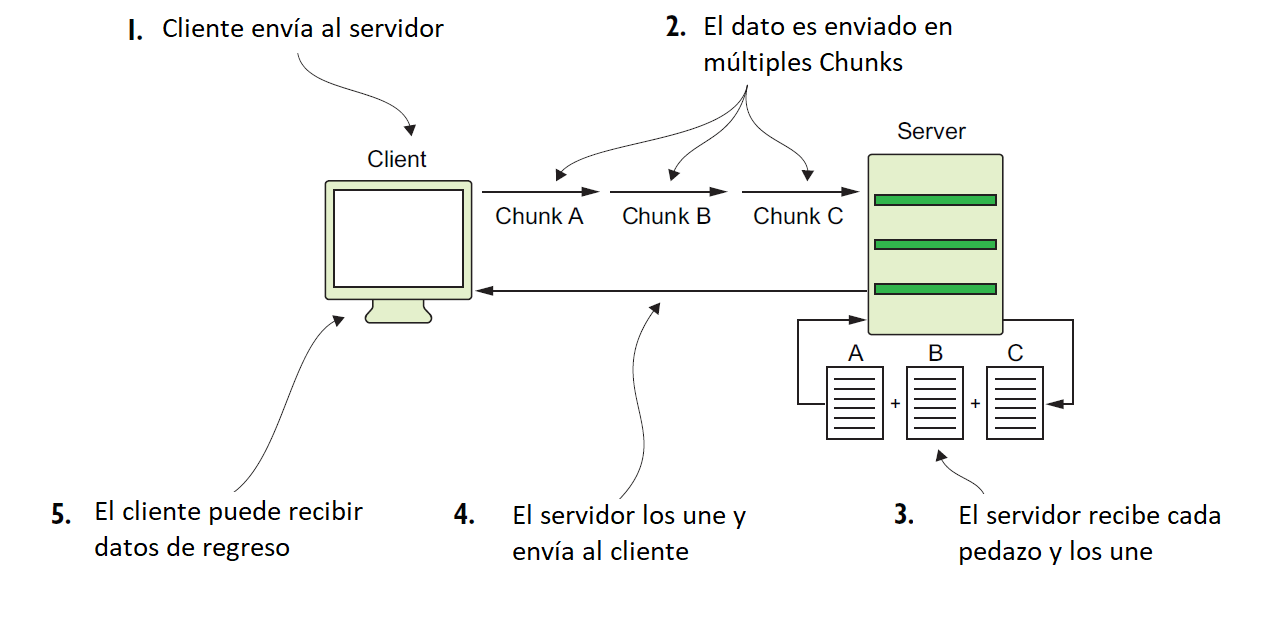 1. Cliente envía al servidor
2. El dato es enviado en
múltiples Chunks
Client
Server
Chunk A
Chunk B
Chunk C
A
B
C
+
+
5. El cliente puede recibir
datos de regreso
4. El servidor los une y
envía al cliente
3. El servidor recibe cada
pedazo y los une